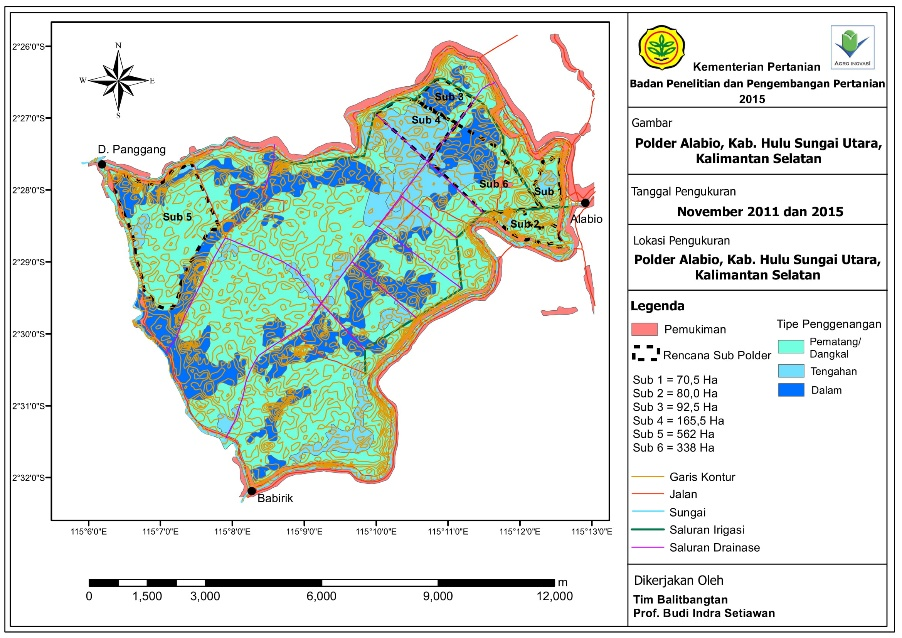 2°26'0"S
2°27'0"S
2°28'0"S
2°29'0"S
2°30'0"S
2°31'0"S
2°32'0"S
N
W
E
S
D. Panggang
Sub 3
Sub 4
Sub 6
Sub 1
Sub 5
Sub 2
Alabio
Babirik
115°6'0"E
115°7'0"E
115°8'0"E
115°9'0"E
115°10'0"E
115°11'0"E
115°12'0"E
115°13'0"E
m
0
1,500
3,000
6,000
9,000
12,000
AGRO INOVASI
Kementerian Pertanian
Badan Penelitian dan Pengembangan Pertanian
2015
Gambar
Polder Alabio, Kab. Hulu Sungai Utara,
Kalimantan Selatan
Tanggal Pengukuran
November 2011 dan 2015
Lokasi Pengukuran
Polder Alabio, Kab. Hulu Sungai Utara,
Kalimantan Selatan
Legenda
Pemukiman
Rencana Sub Polder
Sub 1 = 70,5 Ha
Sub 2 = 80,0 Ha
Sub 3 = 92,5 Ha
Sub 4 = 165,5 Ha
Sub 5 = 562 Ha
Sub 6 = 338 Ha
Tipe Penggenangan
Pematang/
Dangkal
Tengahan
Dalam
Garis Kontur
Jalan
Sungai
Saluran Irigasi
Saluran Drainase
Dikerjakan Oleh
Tim Balitbangtan
Prof. Budi Indra Setiawan